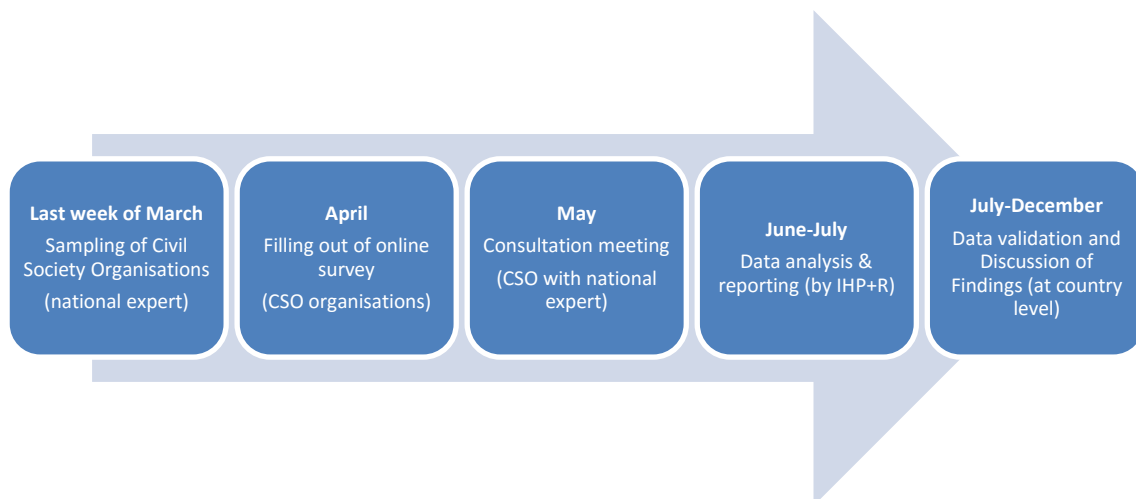 Last week of March
Sampling of Civil
Society Organisations
(national expert)
April
Filling out of online
survey
(CSO organisations)
May
Consultation meeting
(CSO with national
expert)
June-July
Data analysis &
reporting (by IHP+R)
July-December
Data validation and
Discussion of
Findings (at country
level)